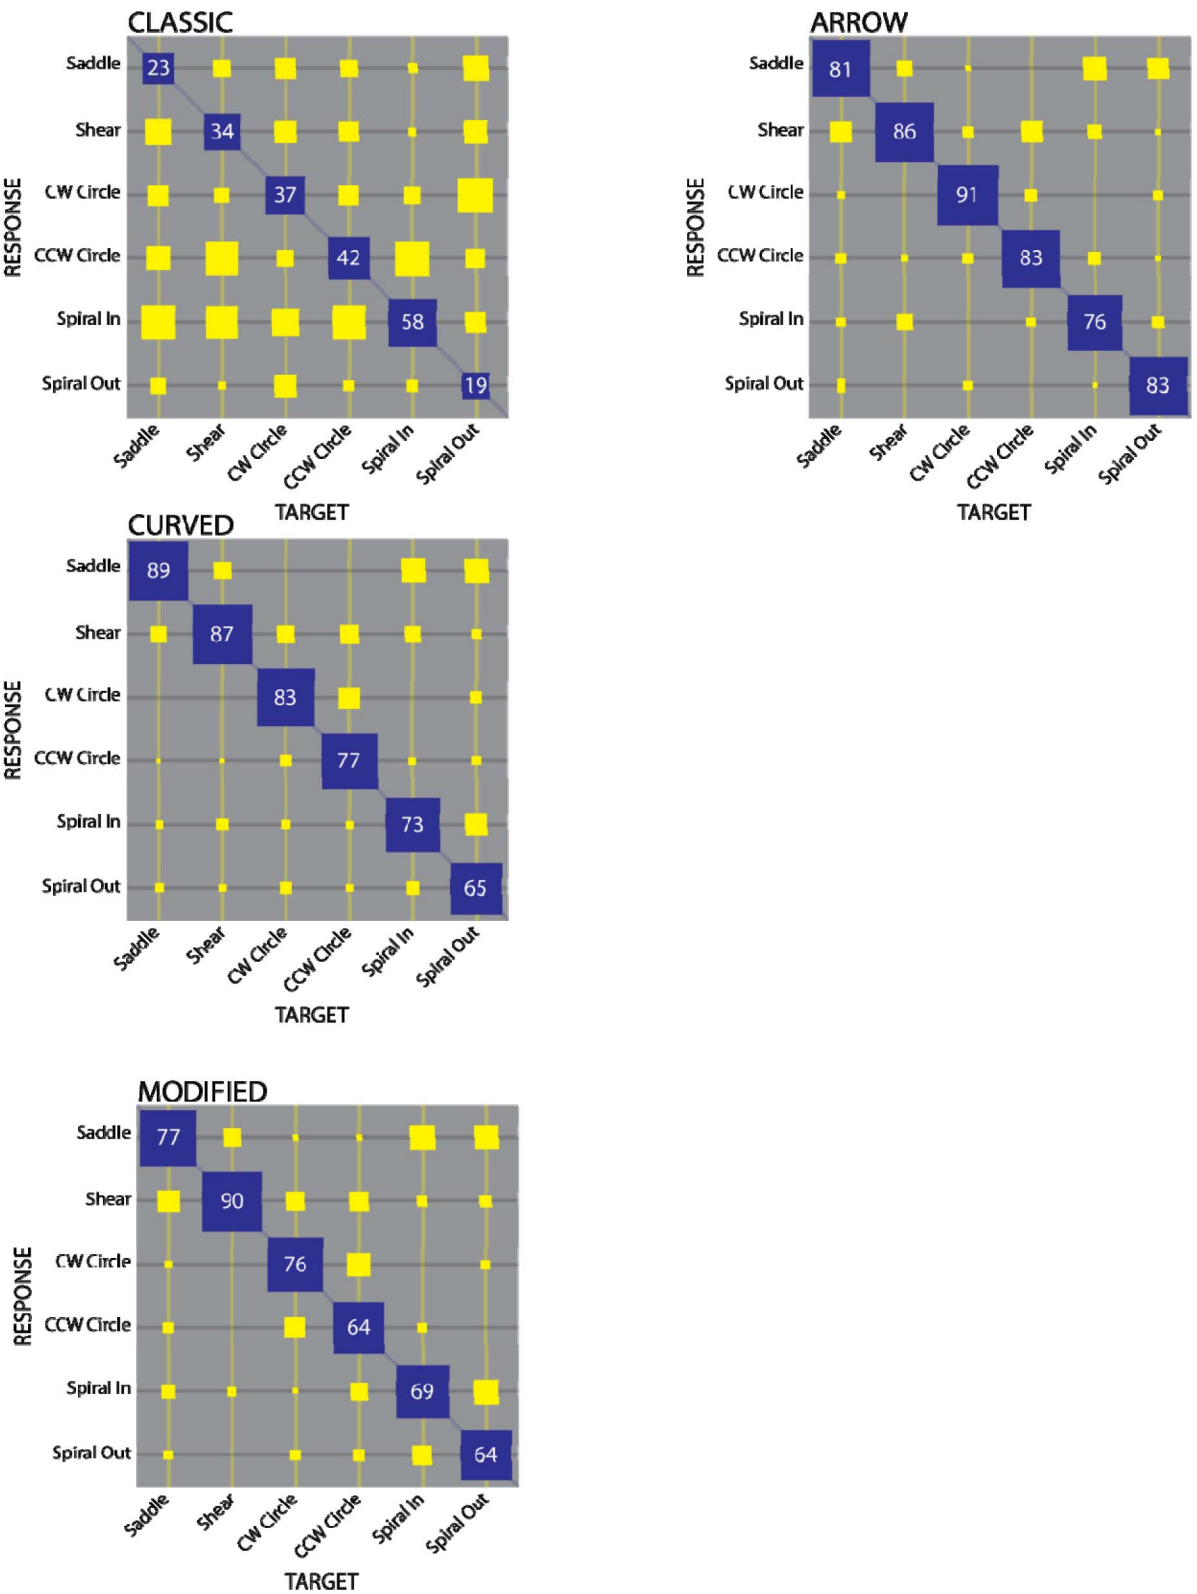 CLASSIC
Saddle
Shear
CW Circle
CCW Circle
Spiral In
Spiral Out
RESPONSE
23
34
37
42
58
19
Saddle
Shear
CW Circle
CCW Circle
Spiral In
Spiral Out
TARGET
ARROW
Saddle
Shear
CW Circle
CCW Circle
Spiral In
Spiral Out
RESPONSE
81
86
91
83
76
83
Saddle
Shear
CW Circle
CCW Circle
Spiral In
Spiral Out
TARGET
CURVED
Saddle
Shear
CW Circle
CCW Circle
Spiral In
Spiral Out
RESPONSE
89
87
83
77
73
65
Saddle
Shear
CW Circle
CCW Circle
Spiral In
Spiral Out
TARGET
MODIFIED
Saddle
Shear
CW Circle
CCW Circle
Spiral In
Spiral Out
RESPONSE
77
90
76
64
69
64
Saddle
Shear
CW Circle
CCW Circle
Spiral In
Spiral Out
TARGET